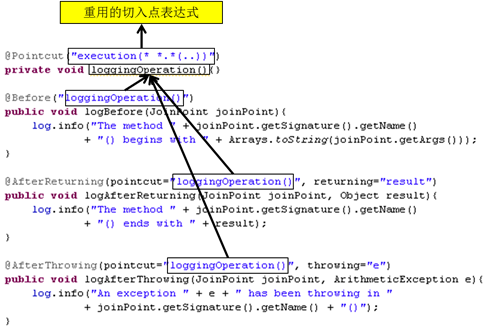 重用的切入点表达式
@Pointcut("execution(* *.*(..))")
private void loggingOperation(){}
@Before("loggingOperation()")
public void logBefore(JoinPoint joinPoint){
log.info("The method " + joinPoint.getSignature().getName()
+ "() begins with " + Arrays.toString(joinPoint.getArgs()));
}
@AfterReturning(pointcut="loggingOperation()", returning="result")
public void logAfterReturning(JoinPoint joinPoint, Object result){
log.info("The method " + joinPoint.getSignature().getName()
+ "() ends with " + result);
}
@AfterThrowing(pointcut="loggingOperation()", throwing="e")
public void logAfterThrowing(JoinPoint joinPoint, ArithmeticException e){
log.info("An exception " + e + " has been throwing in "
+ joinPoint.getSignature().getName() + "()");
}